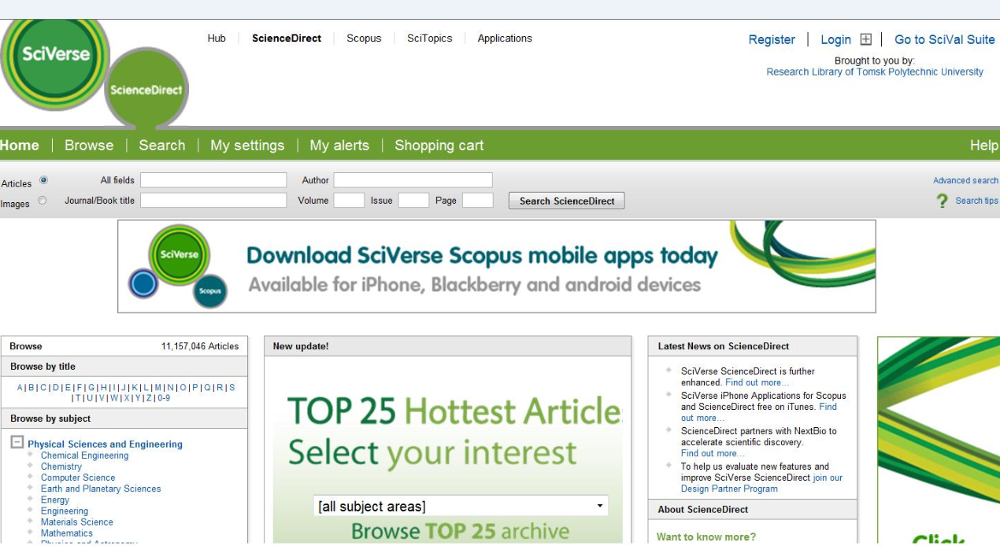 SciVerse
ScienceDirect
Hub ScienceDirect Scopus SciTopics Applications
Register Login Go to SciVal Suite
Brought to you by:
Research Library of Tomsk Polytechnic University
Home Browse Search My settings My alerts Shopping cart Help
Articles All fields Author Advanced search
Images Journal/Book title Volume Issue Page Search ScienceDirect ? Search tips
SciVerse
Scopus
Download SciVerse Scopus mobile apps today
Available for iPhone, Blackberry and android devices
Browse 11,157,046 Articles
Browse by title
A|B|C|D|E|F|G|H|I|J|K|L|M|N|O|P|Q|R|S
|T|U|V|W|X|Y|Z|0-9
Browse by subject
Physical Sciences and Engineering
Chemical Engineering
Chemistry
Computer Science
Earth and Planetary Sciences
Energy
Engineering
Materials Science
Mathematics
Physics and Astronomy
New update!
TOP 25 Hottest Article
Select your interest
[all subject areas]
Browse TOP 25 archive
Latest News on ScienceDirect
SciVerse ScienceDirect is further
enhanced. Find out more...
SciVerse iPhone Applications for Scopus
and ScienceDirect free on iTunes. Find
out more...
ScienceDirect partners with NextBio to
accelerate scientific discovery.
Find out more...
To help us evaluate new features and
improve SciVerse ScienceDirect join our
Design Partner Program
About ScienceDirect
Want to know more?
Click